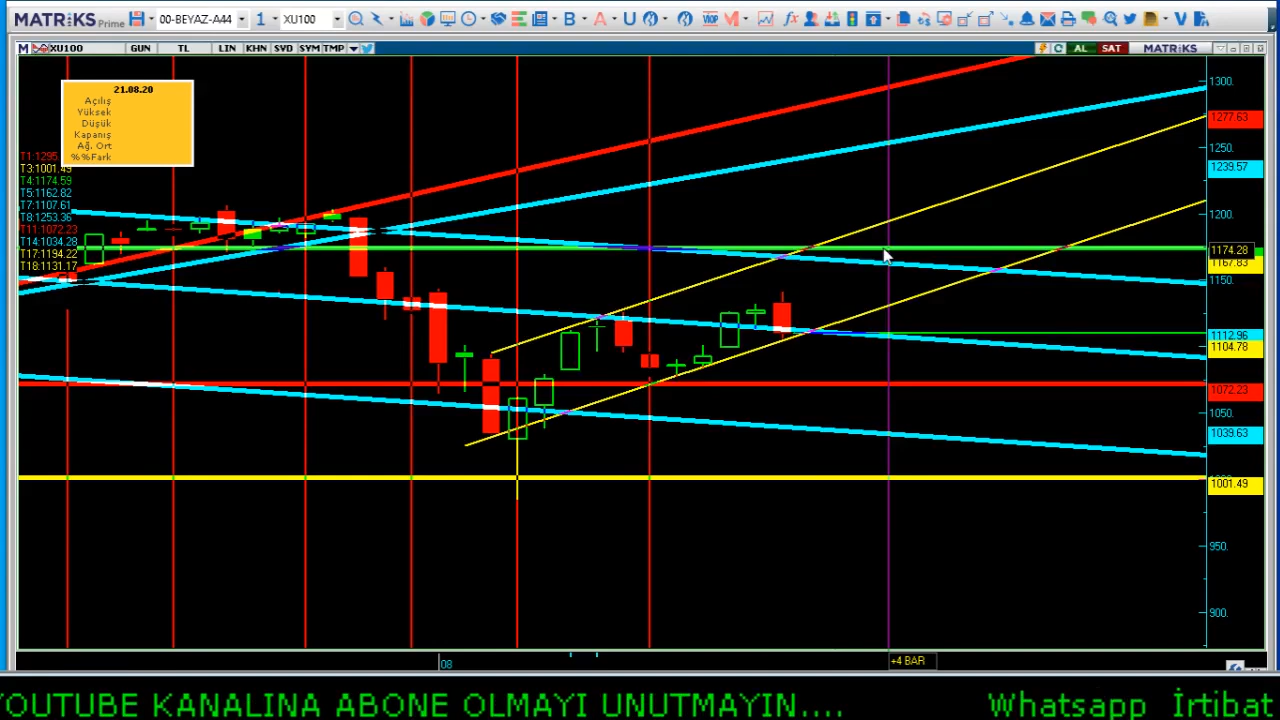 MATRiKS Prime 00-BEYAZ-A44 1 XU100
M XU100 GUN TL LIN KHN SVD SYM TMP C AL SAT MATRiKS
21.08.20
Açılış
Yüksek
Düşük
Kapanış
Ağ. Ort
%%Fark
T1:1295
T3:1001.49
T4:1174.59
T5:1162.82
T7:1107.61
T8:1253.36
T11:1072.23
T14:1034.28
T17:1194.22
T18:1131.17
1300.
1277.63
1250.
1239.57
1200.
1174.28
1167.83
1150.
1112.96
1104.78
1072.23
1050.
1039.63
1001.49
950.
900.
08
+4 BAR
YOUTUBE KANALINA ABONE OLMAYI UNUTMAYIN.... Whatsapp İrtibat